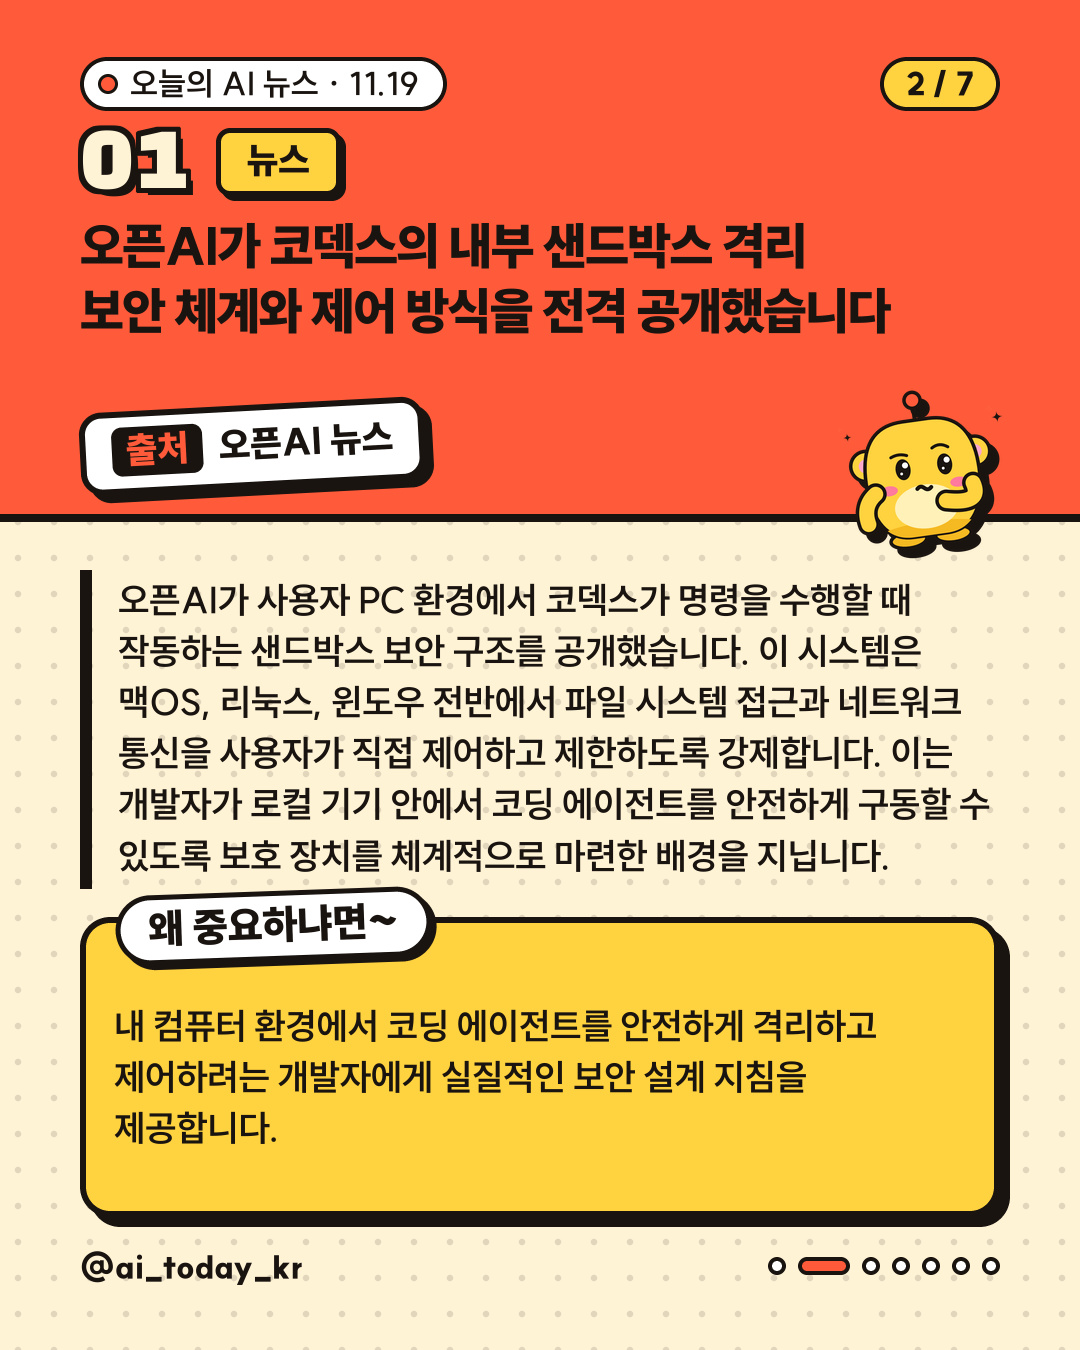 오늘의 AI 뉴스 · 11.19
2 / 7
01
뉴스
오픈AI가 코덱스의 내부 샌드박스 격리
보안 체계와 제어 방식을 전격 공개했습니다
출처 오픈AI 뉴스
오픈AI가 사용자 PC 환경에서 코덱스가 명령을 수행할 때
작동하는 샌드박스 보안 구조를 공개했습니다. 이 시스템은
맥OS, 리눅스, 윈도우 전반에서 파일 시스템 접근과 네트워크
통신을 사용자가 직접 제어하고 제한하도록 강제합니다. 이는
개발자가 로컬 기기 안에서 코딩 에이전트를 안전하게 구동할 수
있도록 보호 장치를 체계적으로 마련한 배경을 지닙니다.
왜 중요하냐면~
내 컴퓨터 환경에서 코딩 에이전트를 안전하게 격리하고
제어하려는 개발자에게 실질적인 보안 설계 지침을
제공합니다.
@ai_today_kr